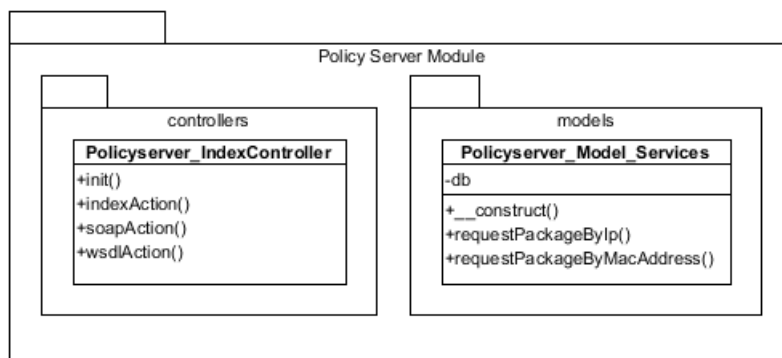 Policy Server Module
controllers
Policyserver_IndexController
+init()
+indexAction()
+soapAction()
+wsdlAction()
models
Policyserver_Model_Services
-db
+__construct()
+requestPackageByIp()
+requestPackageByMacAddress()